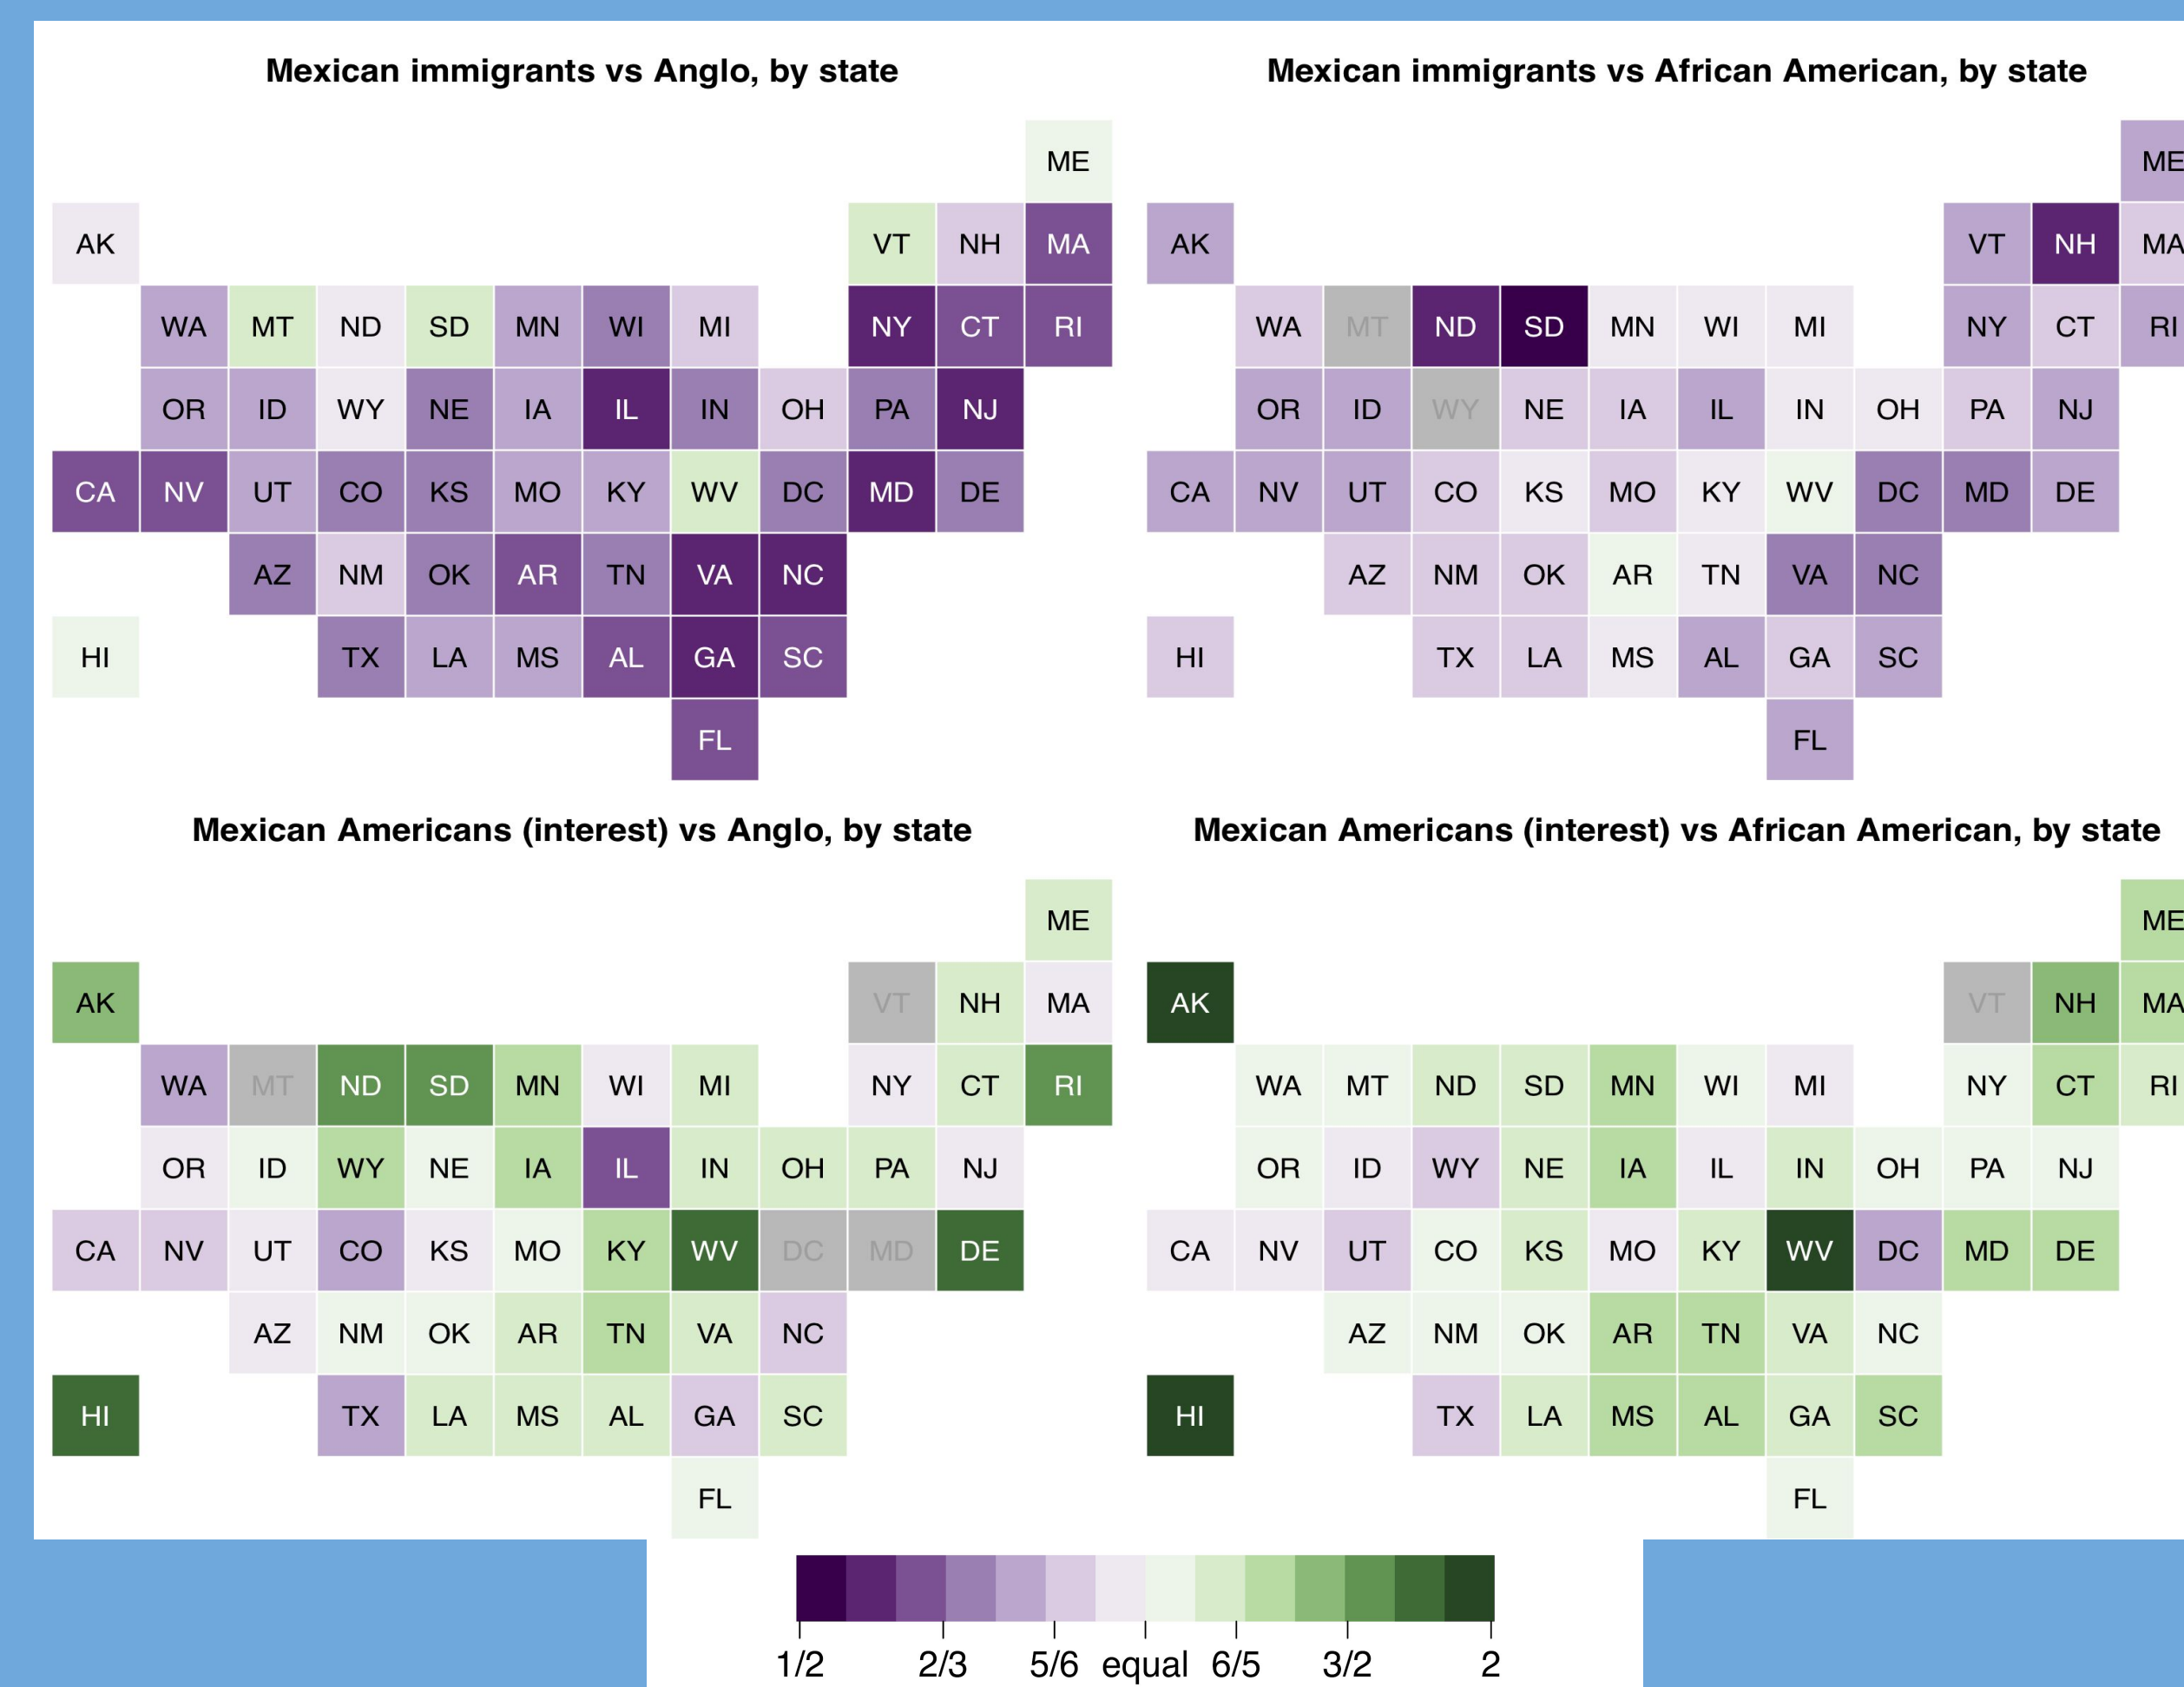 Mexican immigrants vs Anglo, by state
ME
AK VT NH MA
WA MT ND SD MN WI MI NY CT RI
OR ID WY NE IA IL IN OH PA NJ
CA NV UT CO KS MO KY WV DC MD DE
AZ NM OK AR TN VA NC
HI TX LA MS AL GA SC
FL
Mexican immigrants vs African American, by state
ME
AK VT NH MA
WA MT ND SD MN WI MI NY CT RI
OR ID WY NE IA IL IN OH PA NJ
CA NV UT CO KS MO KY WV DC MD DE
AZ NM OK AR TN VA NC
HI TX LA MS AL GA SC
FL
Mexican Americans (interest) vs Anglo, by state
ME
AK VT NH MA
WA MT ND SD MN WI MI NY CT RI
OR ID WY NE IA IL IN OH PA NJ
CA NV UT CO KS MO KY WV DC MD DE
AZ NM OK AR TN VA NC
HI TX LA MS AL GA SC
FL
Mexican Americans (interest) vs African American, by state
ME
AK VT NH MA
WA MT ND SD MN WI MI NY CT RI
OR ID WY NE IA IL IN OH PA NJ
CA NV UT CO KS MO KY WV DC MD DE
AZ NM OK AR TN VA NC
HI TX LA MS AL GA SC
FL
1/2 2/3 5/6 equal 6/5 3/2 2